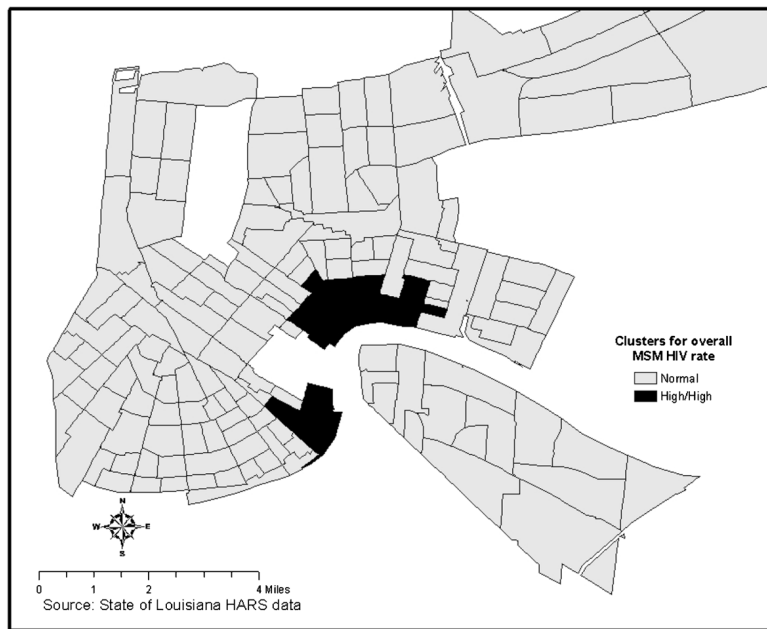 Clusters for overall
MSM HIV rate
Normal
High/High
N
W E
S
0 2 4 Miles
Source: State of Louisiana HARS data